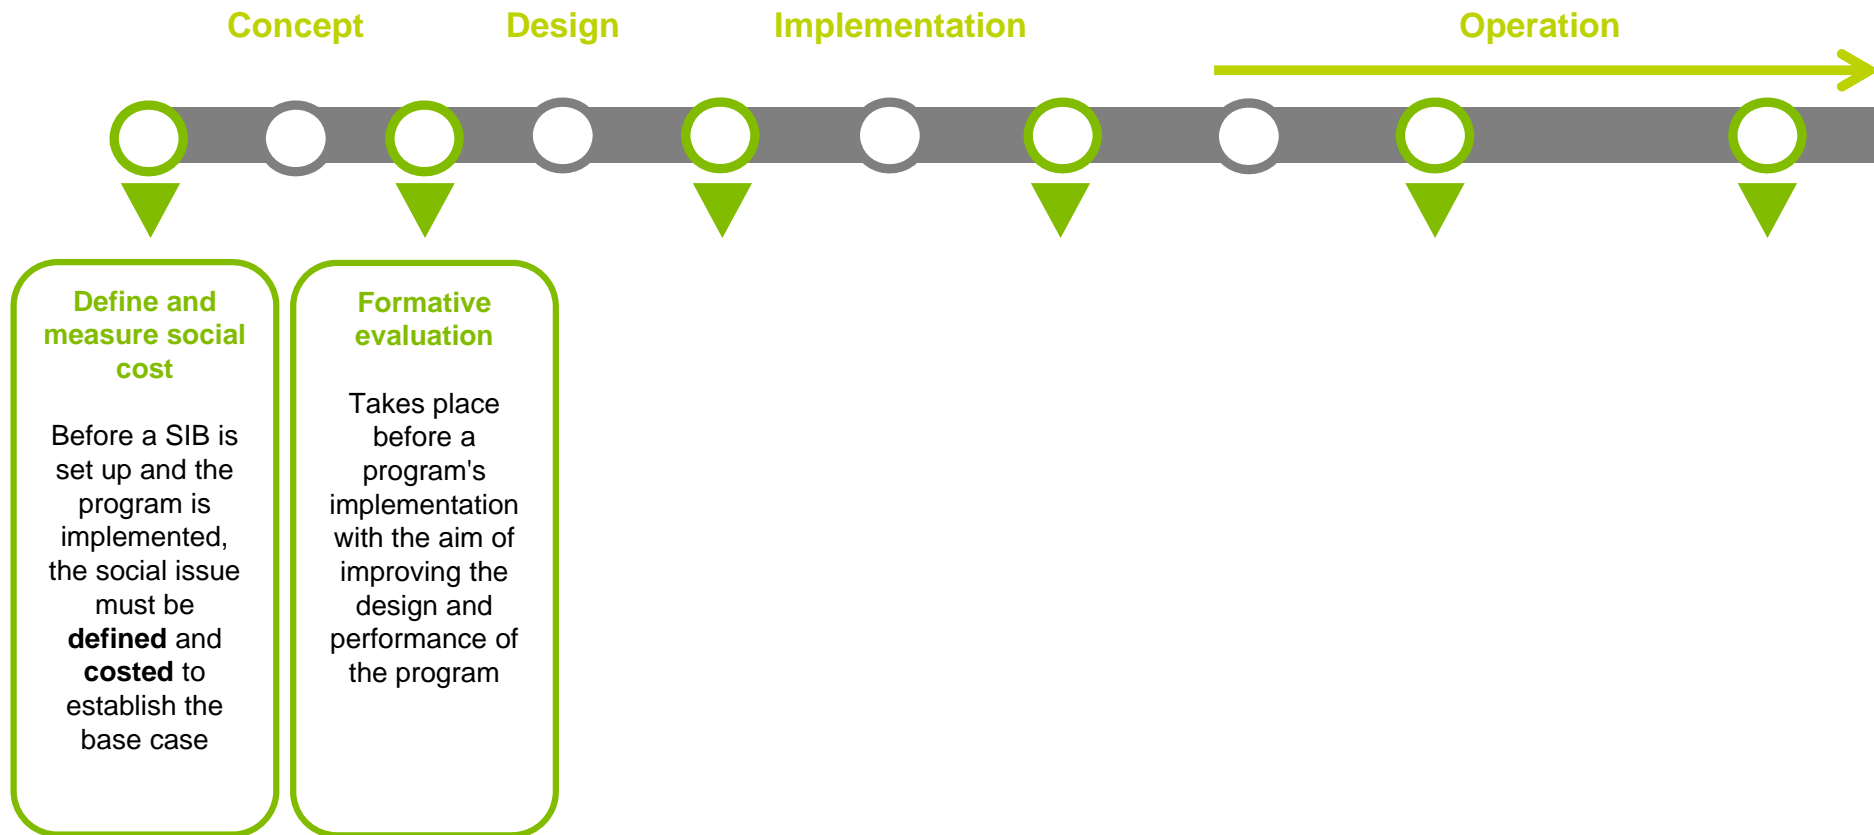 Concept Design Implementation Operation
Define and
measure social
cost
Before a SIB is
set up and the
program is
implemented,
the social issue
must be
defined and
costed to
establish the
base case
Formative
evaluation
Takes place
before a
program's
implementation
with the aim of
improving the
design and
performance of
the program